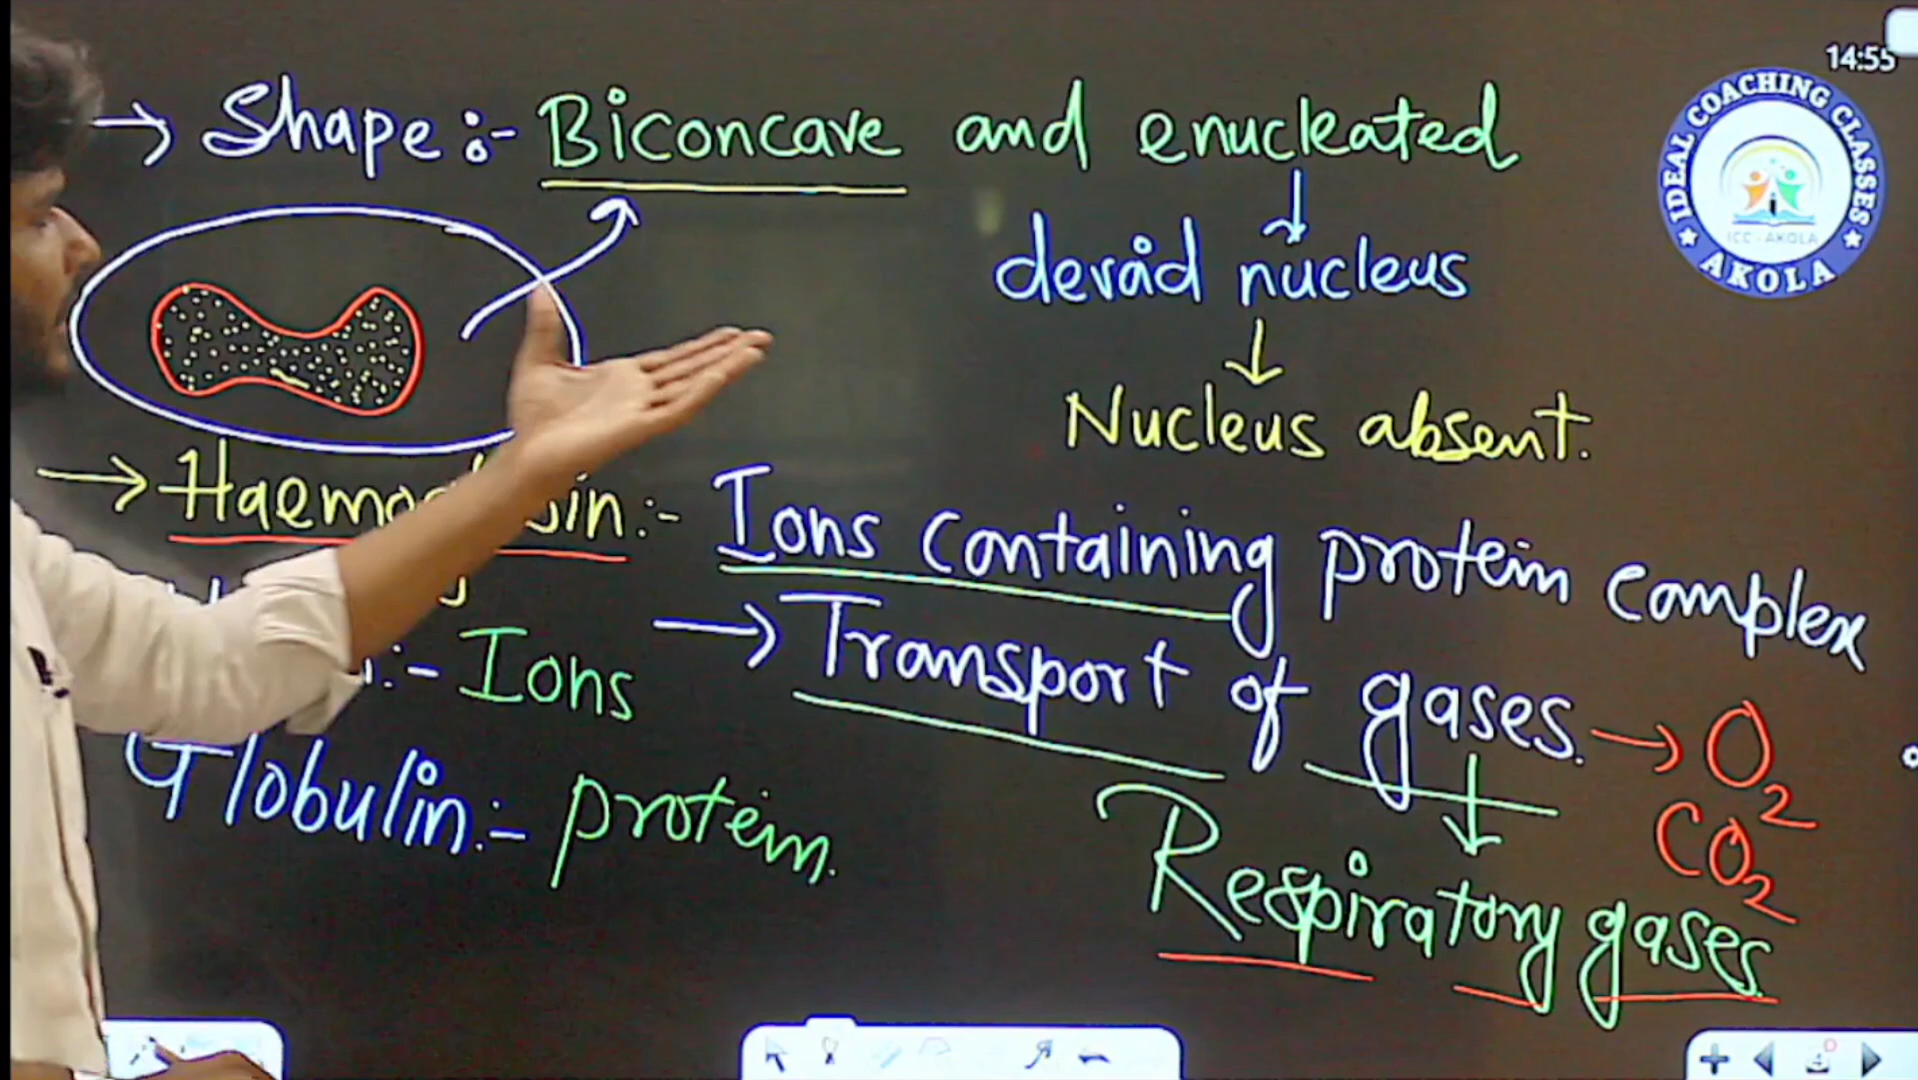 14:55
→ Shape :- Biconcave and enucleated
IDEAL COACHING CLASSES
ICC - AKOLA
★ AKOLA ★
↓
devoid nucleus
↓
Nucleus absent.
→ :- Ions containing protein complex
:- Ions
→ Transport of gases. → O2
CO2
↓
Globulin :- protein.
Respiratory gases.